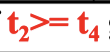 t₂>= t₄